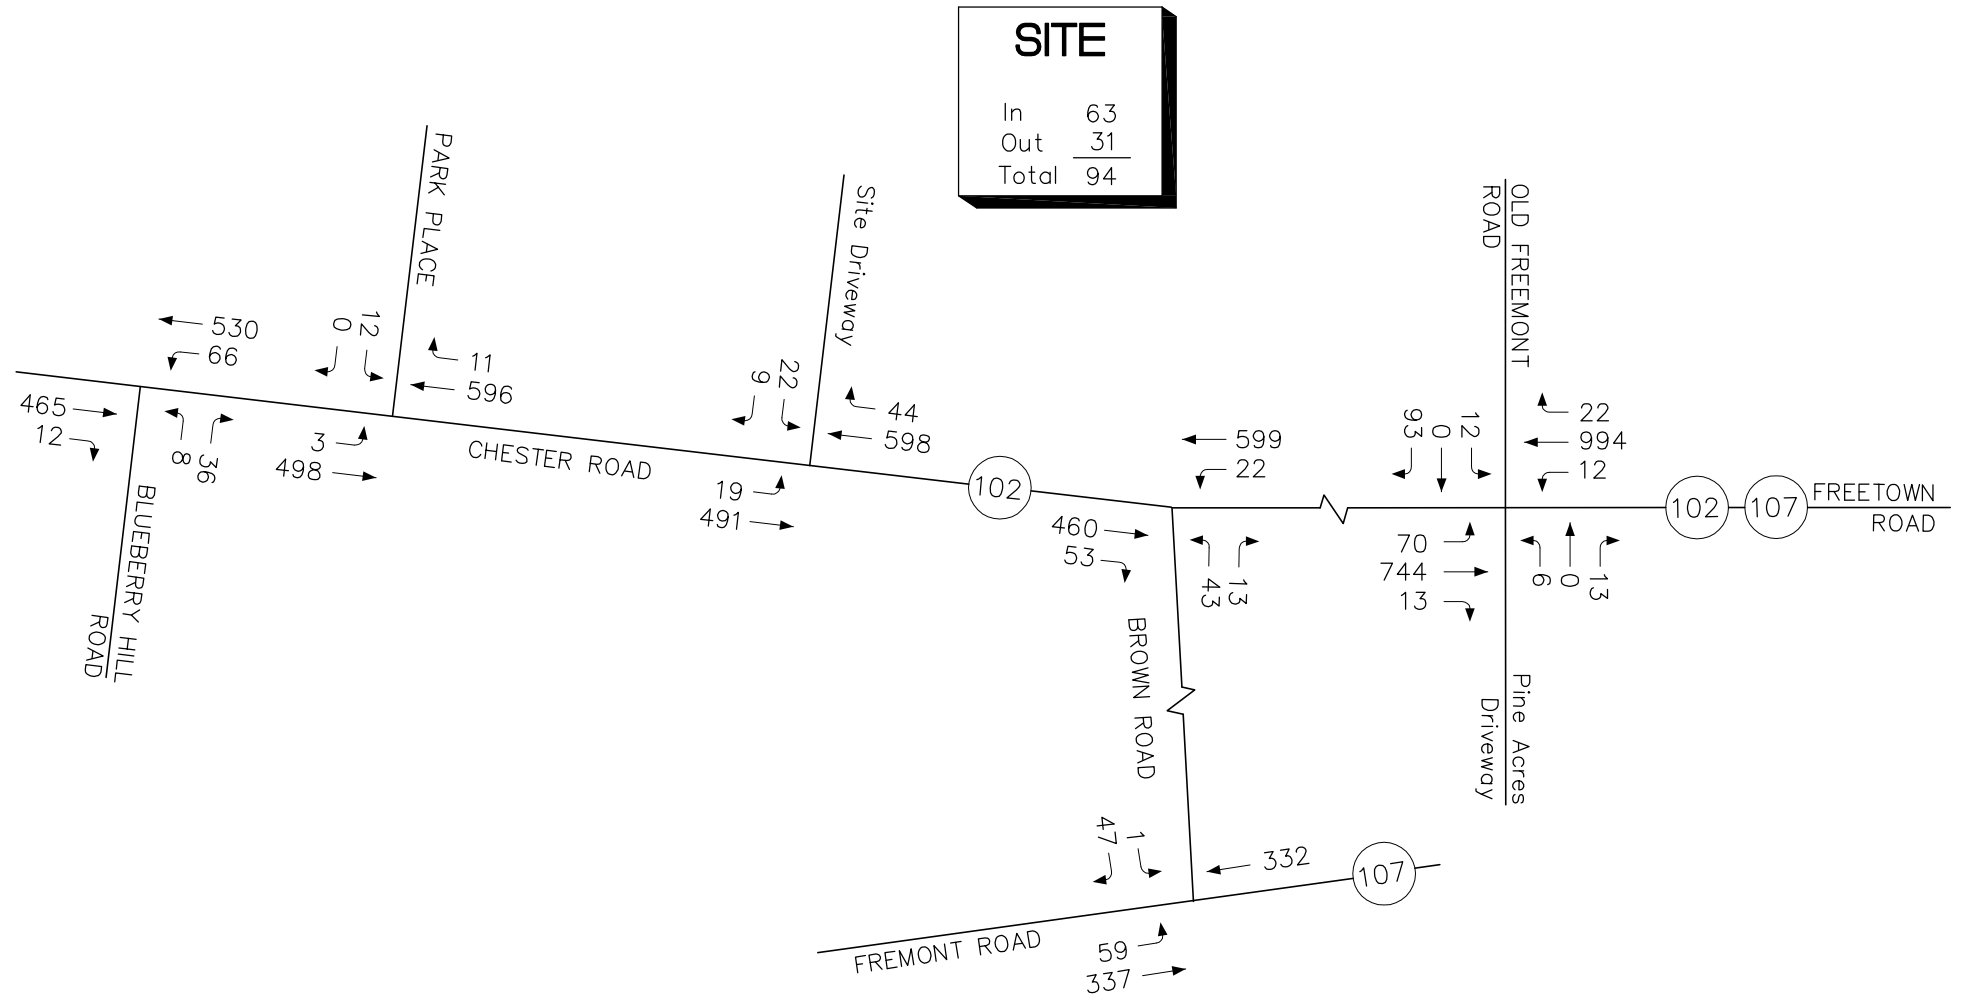 SITE
In 63
Out 31
Total 94
PARK PLACE
Site Driveway
OLD FREEMONT
ROAD
530
66
0
12
11
596
465
12
8
36
3
498
CHESTER ROAD
9
22
44
598
19
491
102
599
22
460
53
43
13
93
0
12
22
994
12
70
744
13
6
0
13
102
107
FREETOWN
ROAD
BLUEBERRY HILL
ROAD
BROWN ROAD
Pine Acres
Driveway
47
1
332
107
59
337
FREMONT ROAD